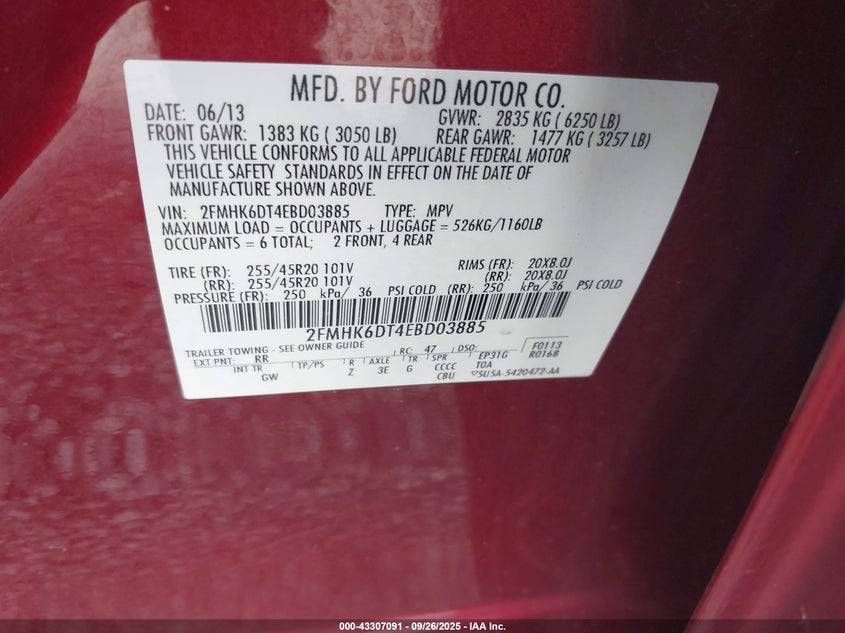 MFD. BY FORD MOTOR CO.
DATE: 06/13 GVWR: 2835 KG ( 6250 LB)
FRONT GAWR: 1383 KG ( 3050 LB) REAR GAWR: 1477 KG ( 3257 LB)
THIS VEHICLE CONFORMS TO ALL APPLICABLE FEDERAL MOTOR
VEHICLE SAFETY STANDARDS IN EFFECT ON THE DATE OF
MANUFACTURE SHOWN ABOVE.
VIN: 2FMHK6DT4EBD03885 TYPE: MPV
MAXIMUM LOAD = OCCUPANTS + LUGGAGE = 526KG/1160LB
OCCUPANTS = 6 TOTAL; 2 FRONT, 4 REAR
TIRE (FR): 255/45R20 101V RIMS (FR): 20X8.0J
(RR): 255/45R20 101V (RR): 20X8.0J
PRESSURE (FR): 250 kPa/ 36 PSI COLD (RR): 250 kPa/ 36 PSI COLD
2FMHK6DT4EBD03885
TRAILER TOWING - SEE OWNER GUIDE
EXT PNT: RR RC: 47 DSO: F0113
EP31G R0168
INT TR TP/PS R AXLE TR SPR T0A
GW Z 3E G CCCC
CBU 5U5A-5420472-AA
000-43307091 - 09/26/2025 - IAA Inc.